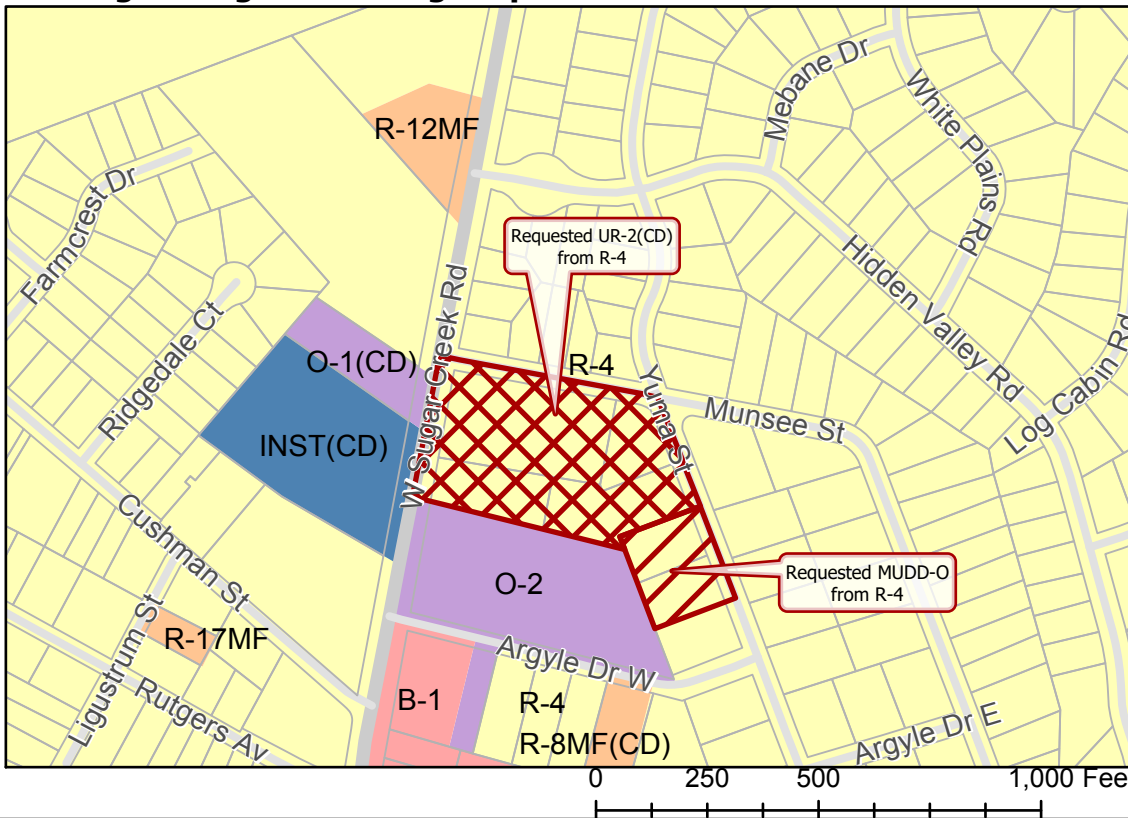 Mebane Dr
White Plains Rd
R-12MF
Farmcrest Dr
Requested UR-2(CD)
from R-4
Hidden Valley Rd
W Sugar Creek Rd
Ridgedale Ct
O-1(CD)
R-4
Log Cabin Rd
Yuma St
Munsee St
INST(CD)
Cushman St
O-2
Requested MUDD-O
from R-4
Ligustrum St
R-17MF
Argyle Dr W
Rutgers Av
B-1
R-4
R-8MF(CD)
Argyle Dr E
0 250 500 1,000 Fee